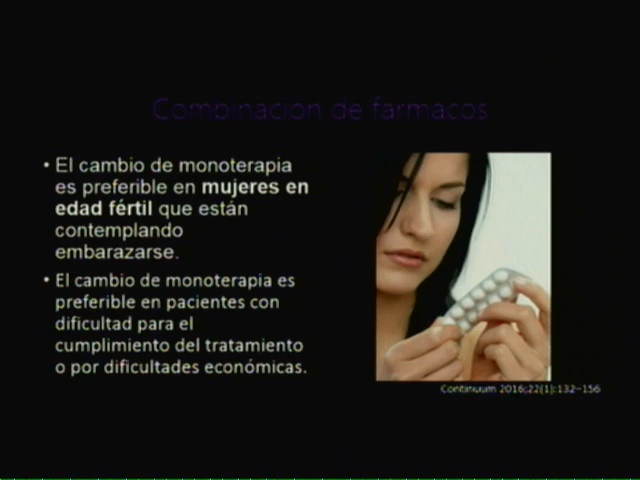 Combinación de fármacos
• El cambio de monoterapia
es preferible en mujeres en
edad fértil que están
contemplando
embarazarse.
• El cambio de monoterapia es
preferible en pacientes con
dificultad para el
cumplimiento del tratamiento
o por dificultades económicas.
Continuum 2016;22(1):132-156